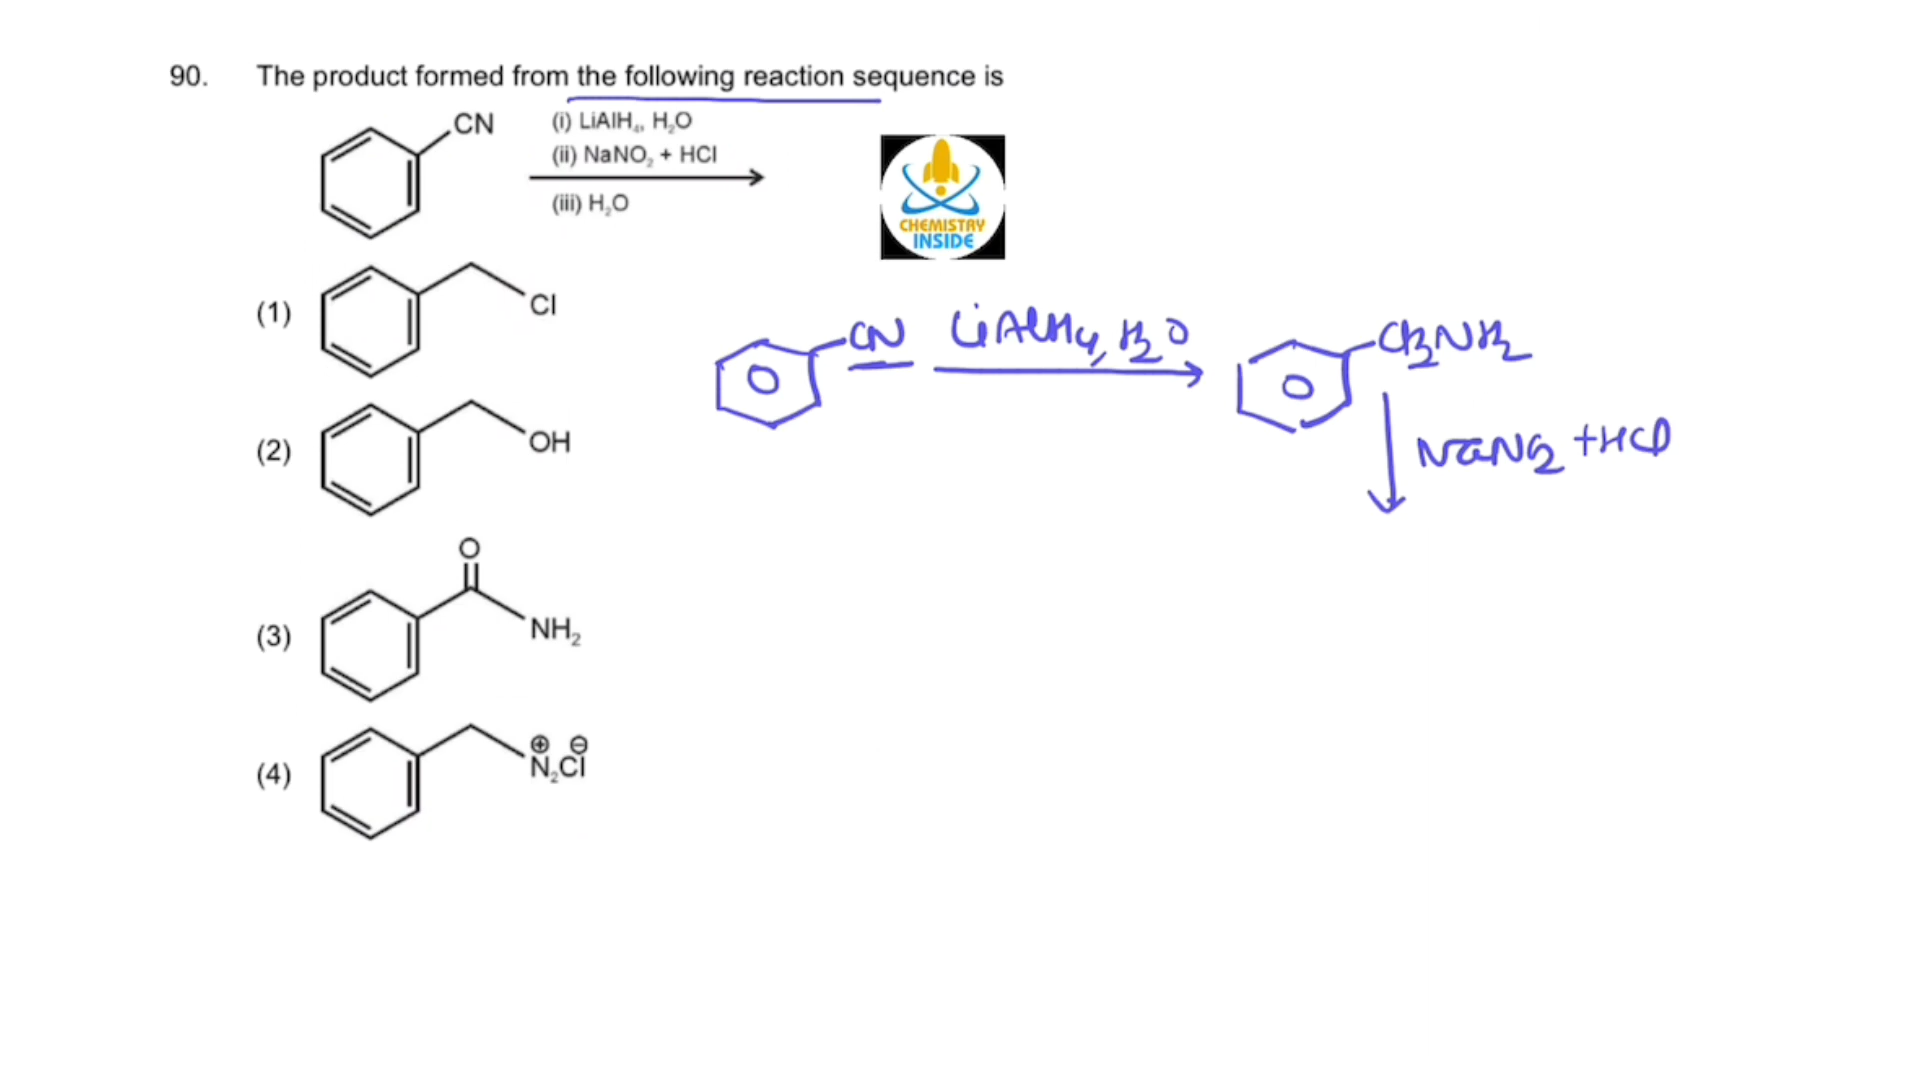 90. The product formed from the following reaction sequence is
CN
(i) LiAlH₄, H₂O
(ii) NaNO₂ + HCl
(iii) H₂O
CHEMISTRY
INSIDE
(1) Cl
CN LiAlH4, H2O CH2NH2
NaNO2 +HCl
(2) OH
O
(3) NH₂
⊕ ⊖
(4) N₂Cl